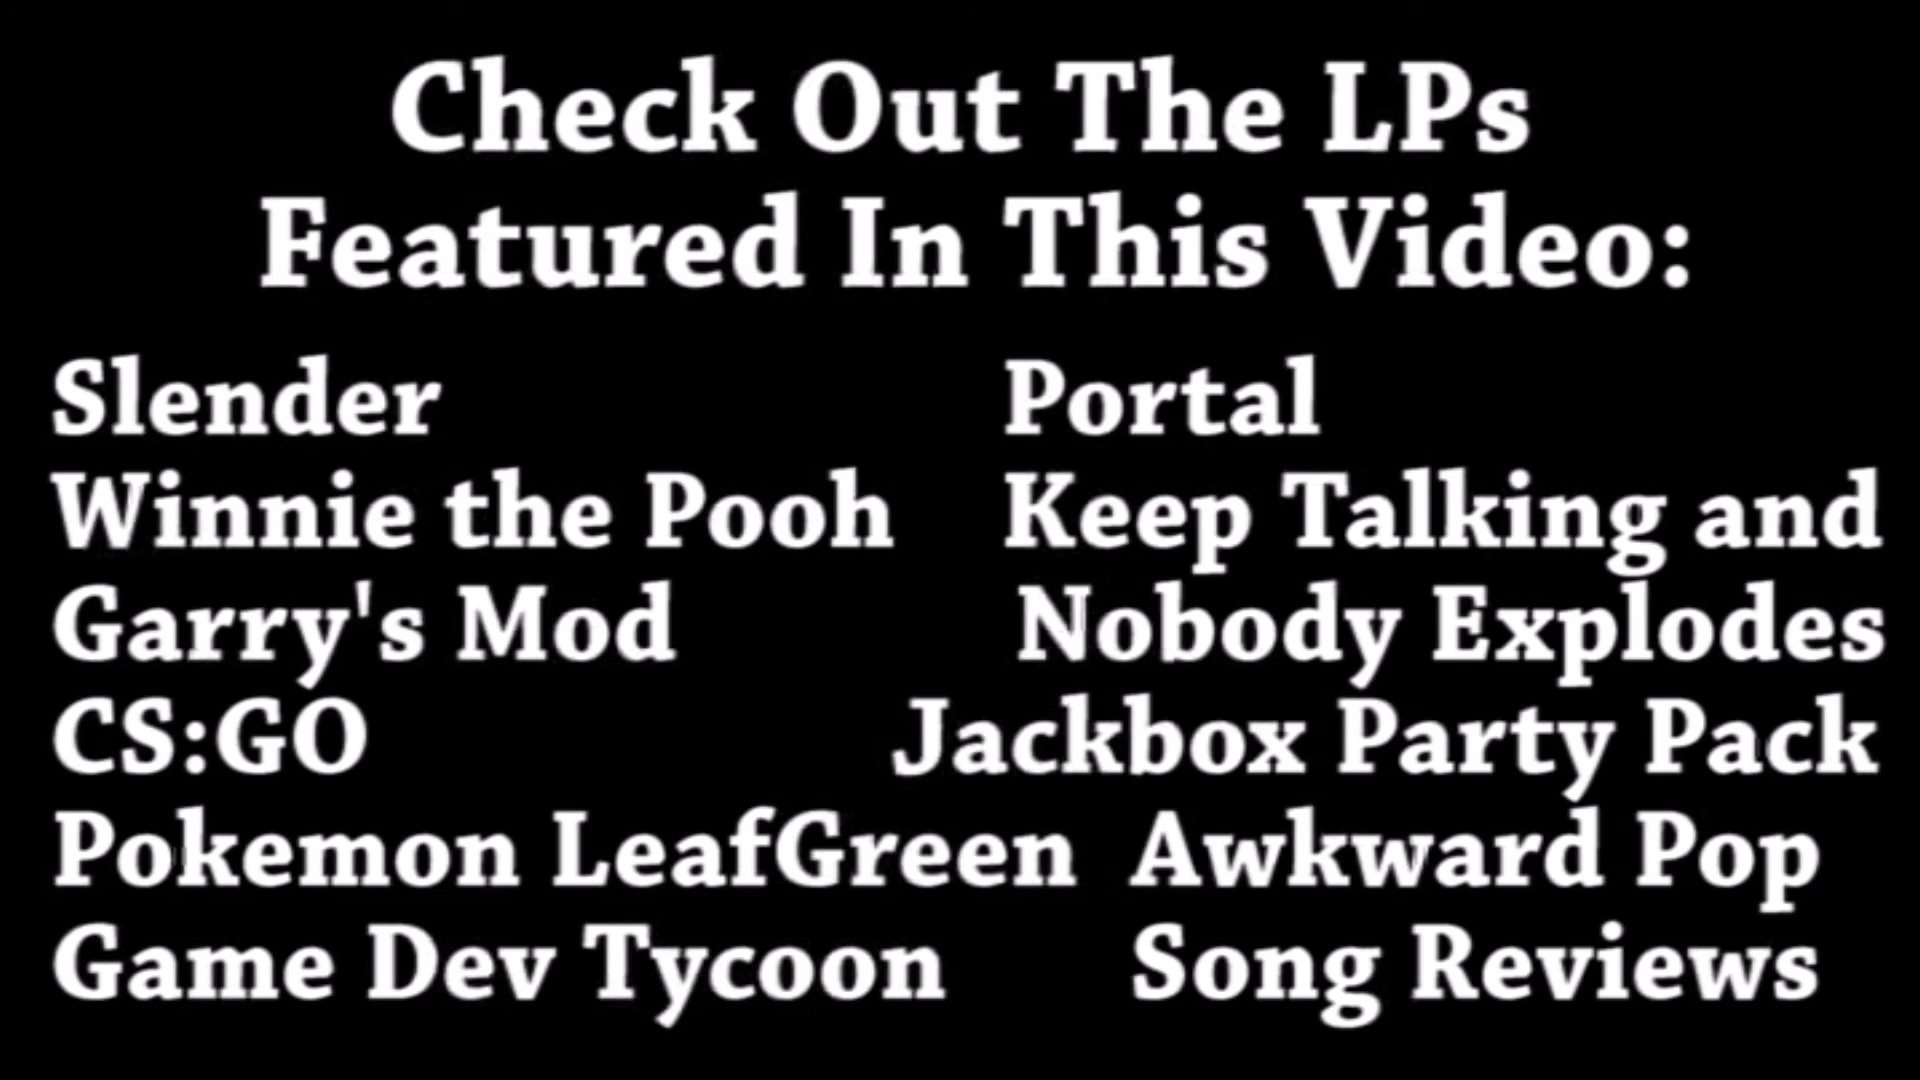 Check Out The LPs
Featured In This Video:
Slender
Winnie the Pooh
Garry's Mod
CS:GO
Pokemon LeafGreen
Game Dev Tycoon
Portal
Keep Talking and
Nobody Explodes
Jackbox Party Pack
Awkward Pop
Song Reviews